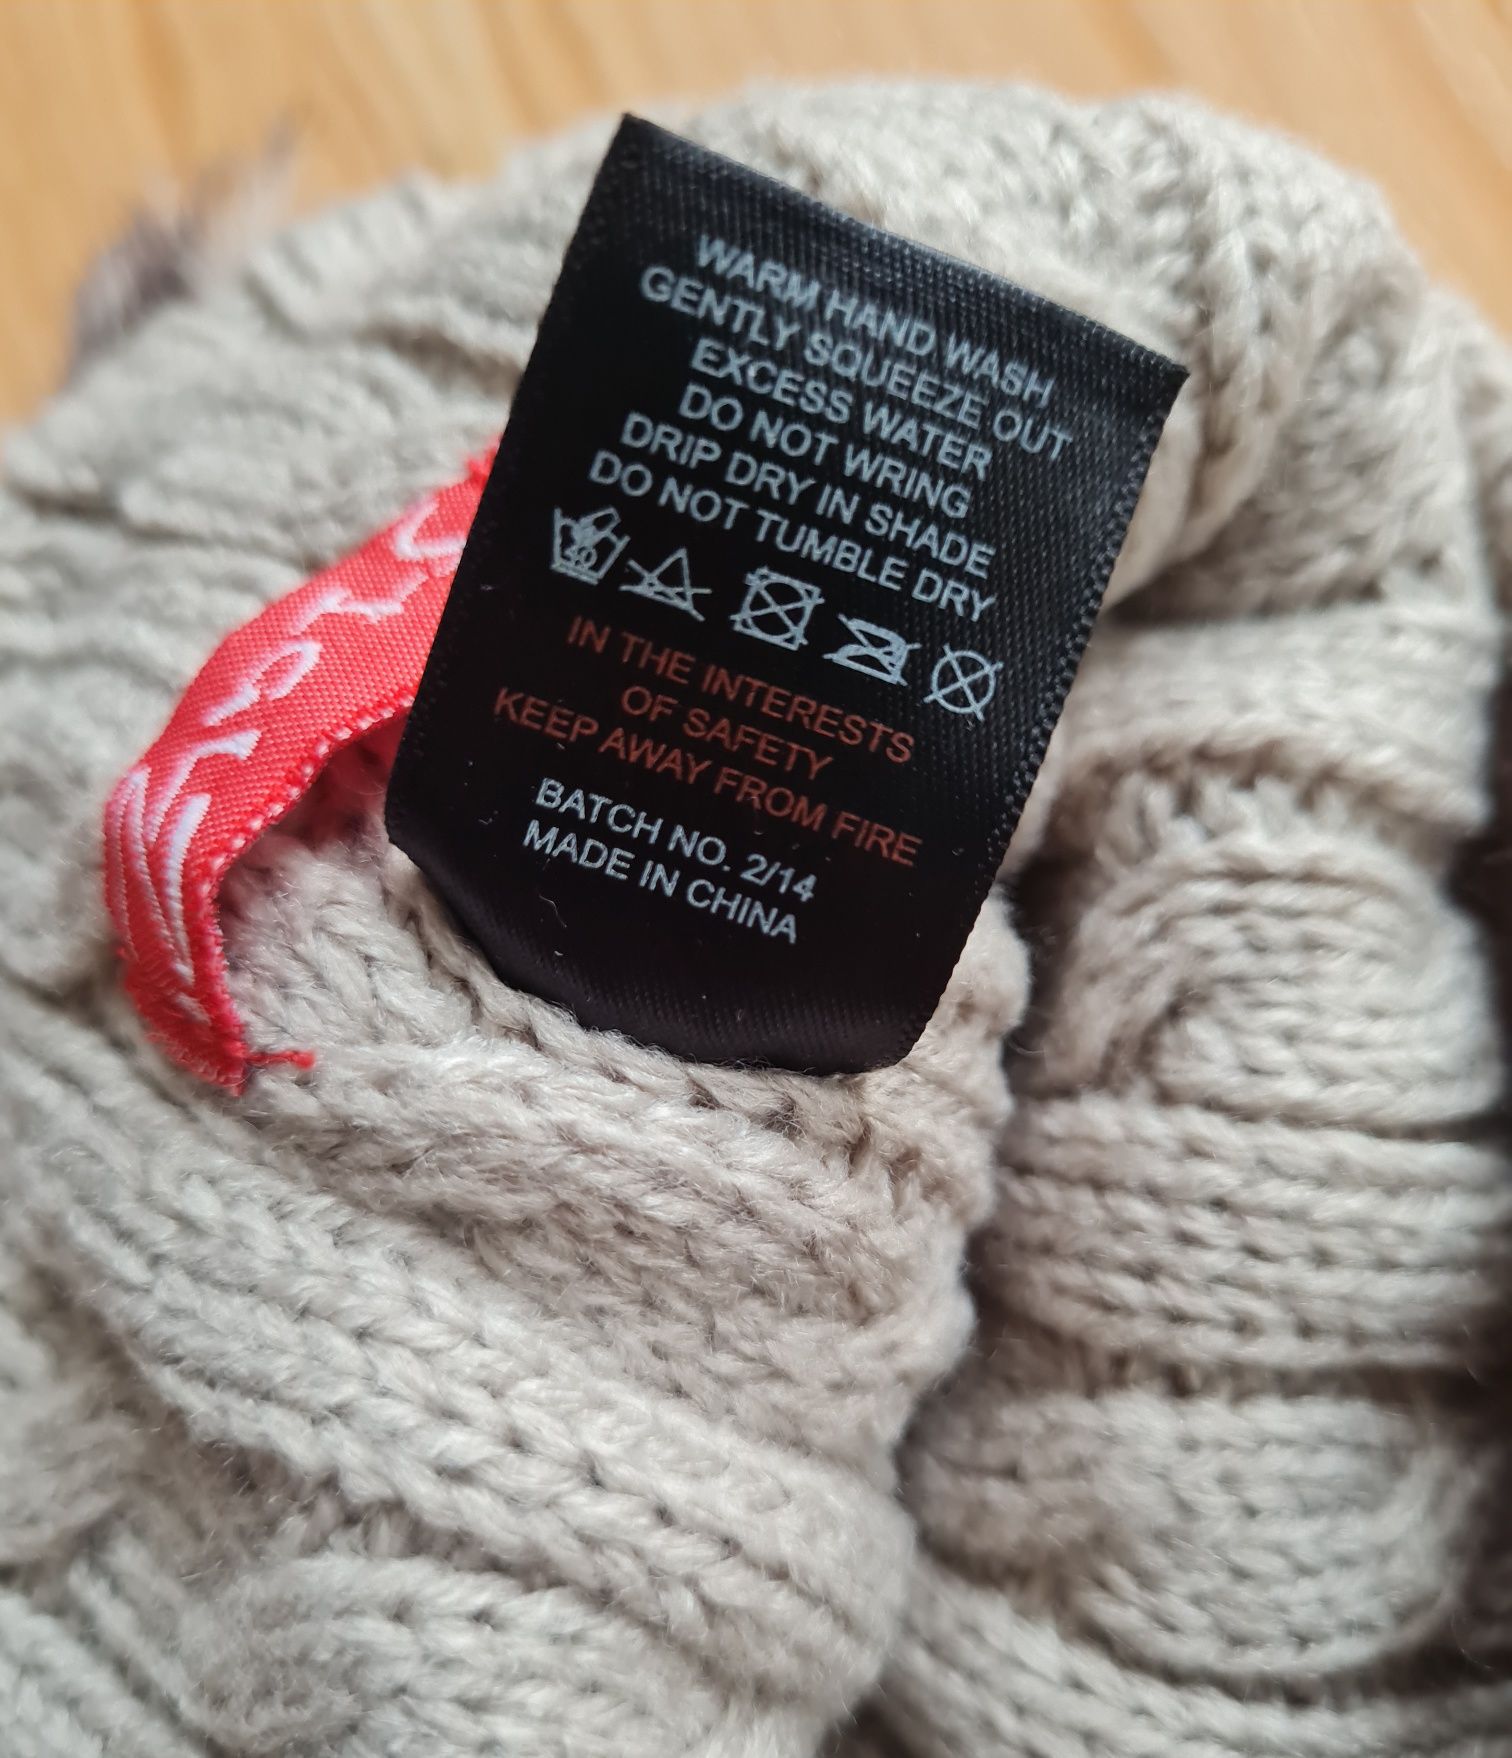 WARM HAND WASH
GENTLY SQUEEZE OUT
EXCESS WATER
DO NOT WRING
DRIP DRY IN SHADE
DO NOT TUMBLE DRY
40
IN THE INTERESTS
OF SAFETY
KEEP AWAY FROM FIRE
BATCH NO. 2/14
MADE IN CHINA